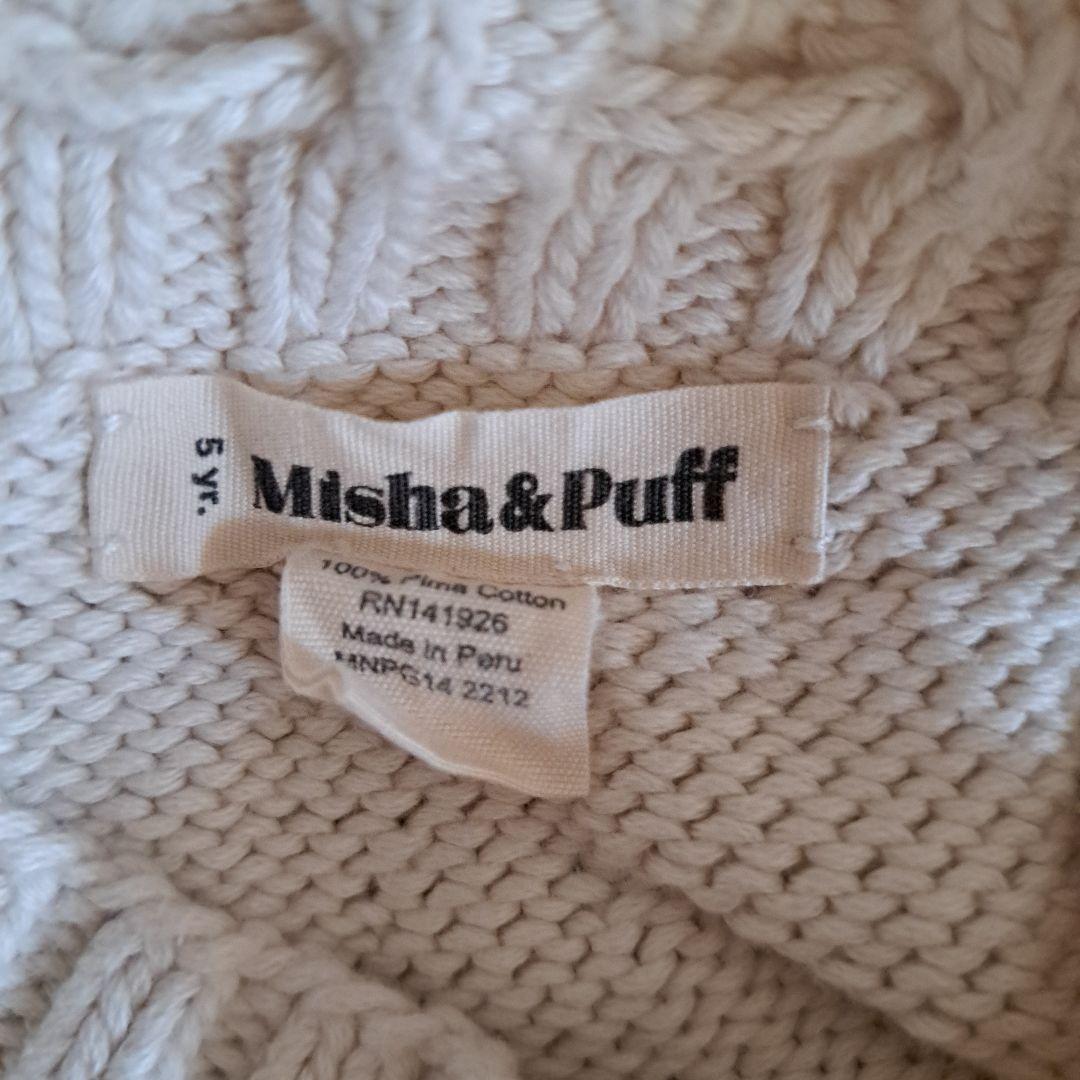 5 yr.
Misha&Puff
100% Pima Cotton
RN141926
Made in Peru
MNPG14 2212